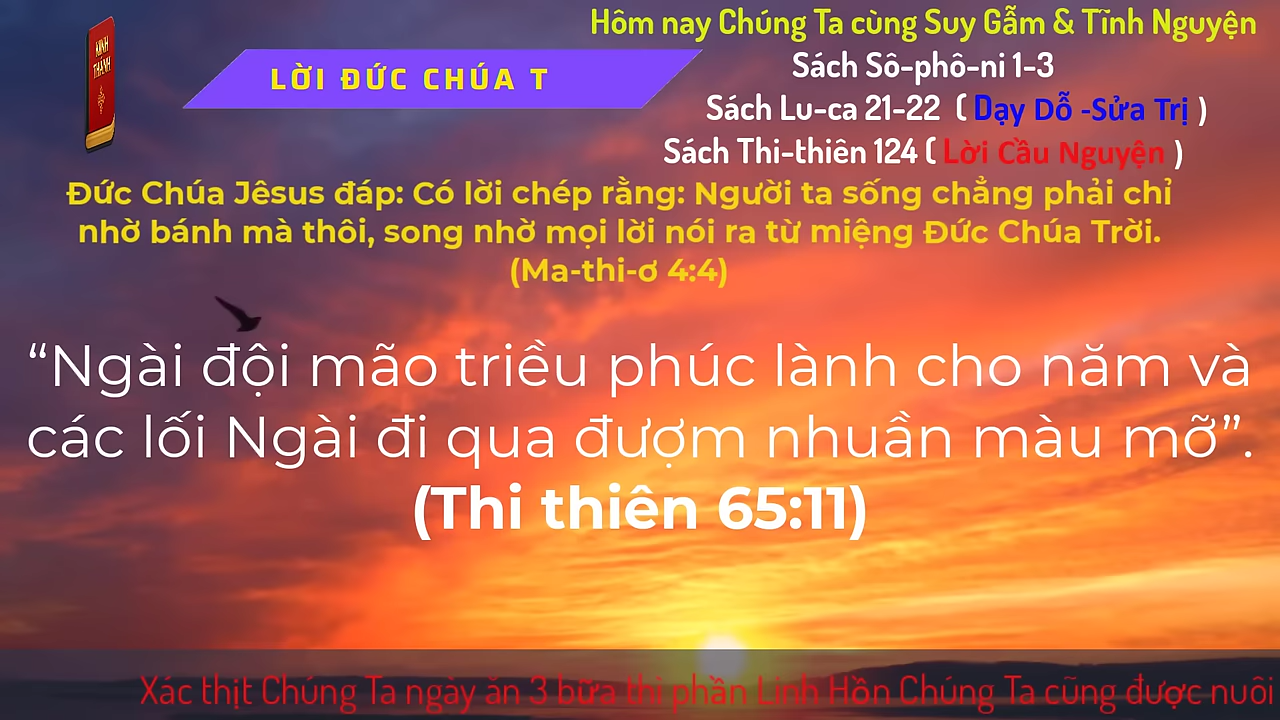 KINH
THÁNH
LỜI ĐỨC CHÚA T
Hôm nay Chúng Ta cùng Suy Gẫm & Tĩnh Nguyện
Sách Sô-phô-ni 1-3
Sách Lu-ca 21-22 ( Dạy Dỗ -Sửa Trị )
Sách Thi-thiên 124 ( Lời Cầu Nguyện )
Đức Chúa Jêsus đáp: Có lời chép rằng: Người ta sống chẳng phải chỉ
nhờ bánh mà thôi, song nhờ mọi lời nói ra từ miệng Đức Chúa Trời.
(Ma-thi-ơ 4:4)
“Ngài đội mão triều phúc lành cho năm và
các lối Ngài đi qua đượm nhuần màu mỡ”.
(Thi thiên 65:11)
Xác thịt Chúng Ta ngày ăn 3 bữa thì phần Linh Hồn Chúng Ta cũng được nuôi